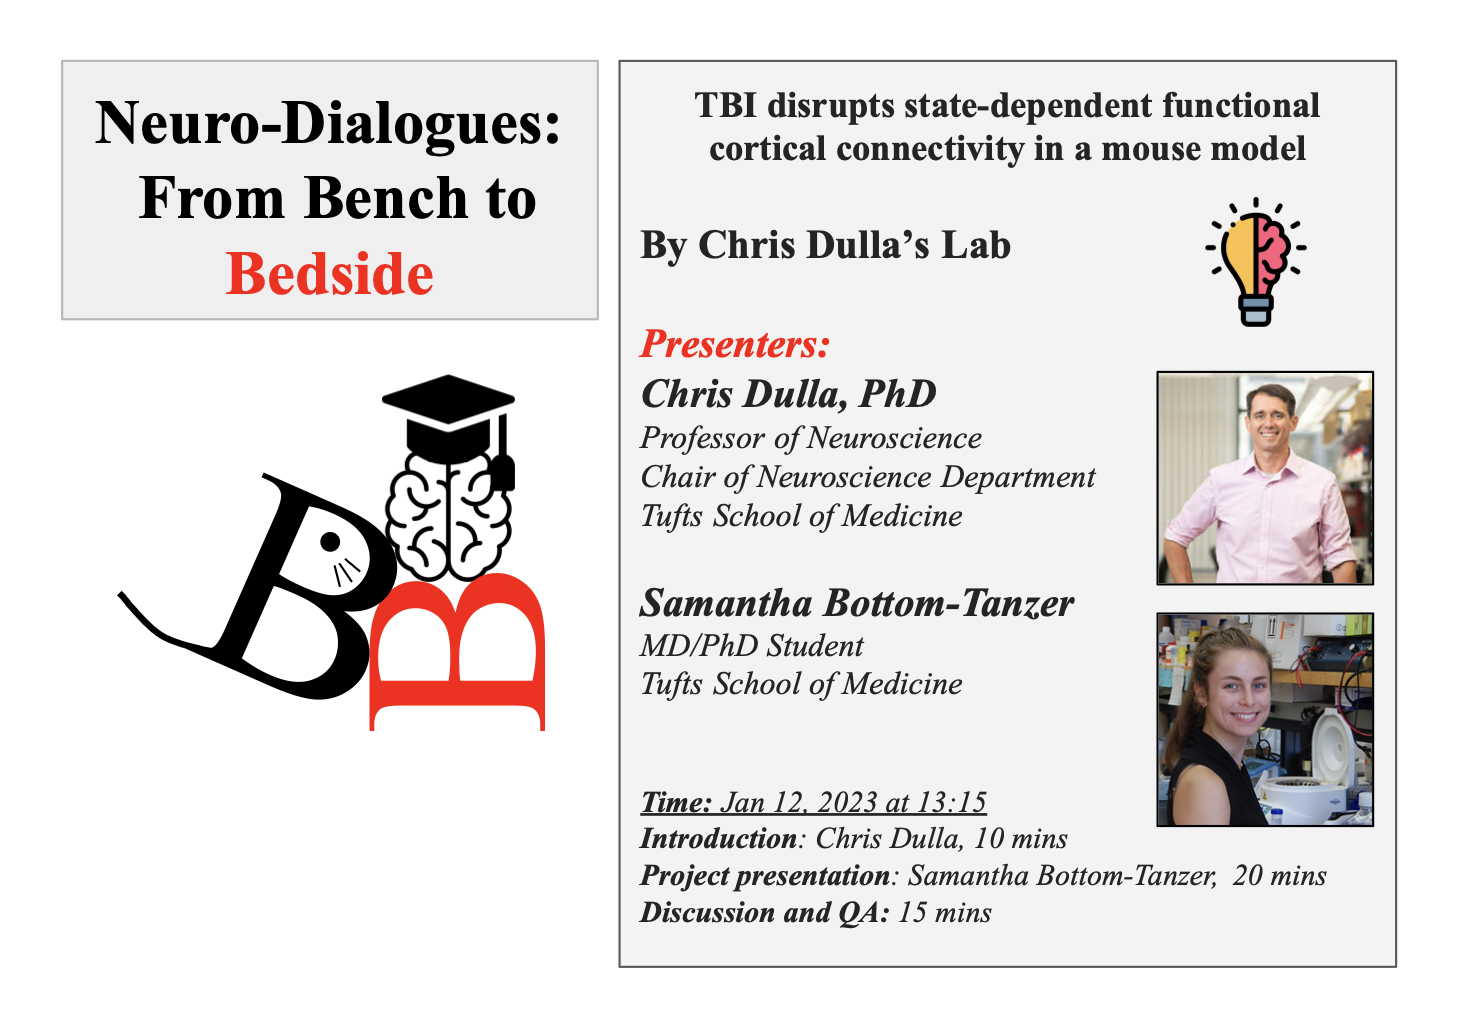 Neuro-Dialogues:
From Bench to
Bedside
B
B
TBI disrupts state-dependent functional
cortical connectivity in a mouse model
By Chris Dulla’s Lab
Presenters:
Chris Dulla, PhD
Professor of Neuroscience
Chair of Neuroscience Department
Tufts School of Medicine
Samantha Bottom-Tanzer
MD/PhD Student
Tufts School of Medicine
Time: Jan 12, 2023 at 13:15
Introduction: Chris Dulla, 10 mins
Project presentation: Samantha Bottom-Tanzer,  20 mins
Discussion and QA: 15 mins